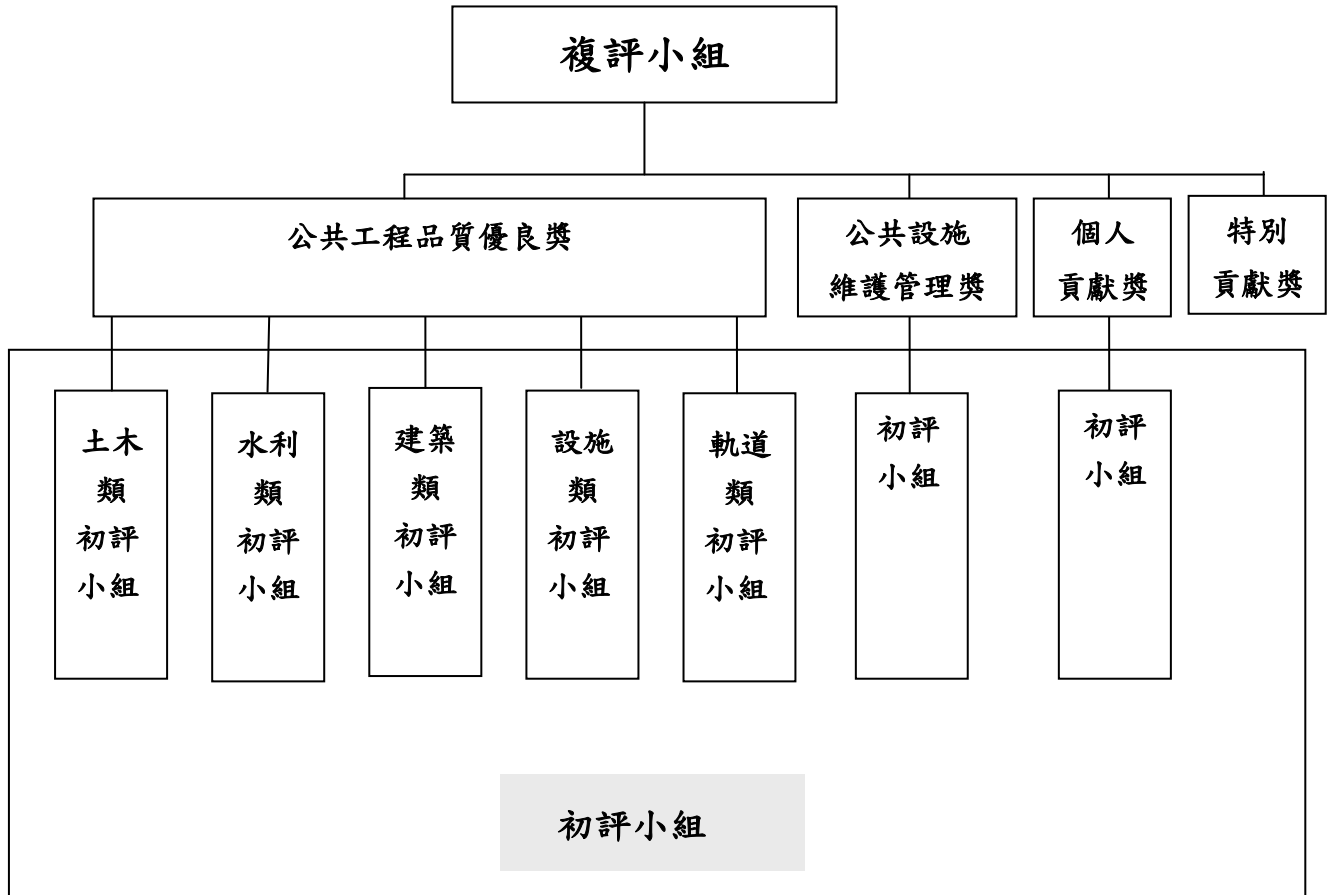 複評小組
公共工程品質優良獎
公共設施
維護管理獎
個人
貢獻獎
特別
貢獻獎
土木
類
初評
小組
水利
類
初評
小組
建築
類
初評
小組
設施
類
初評
小組
軌道
類
初評
小組
初評
小組
初評
小組
初評小組